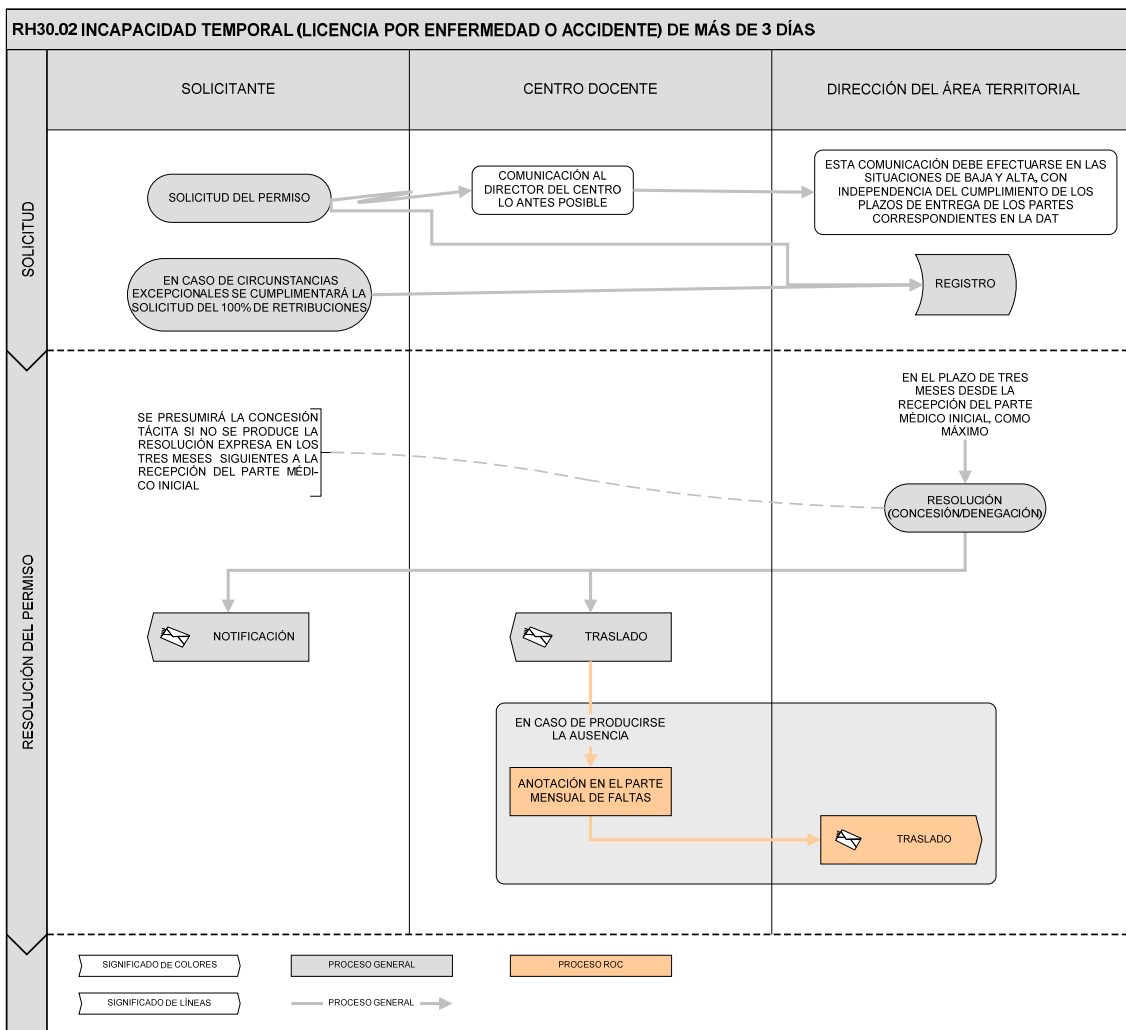 RH30.02 INCAPACIDAD TEMPORAL (LICENCIA POR ENFERMEDAD O ACCIDENTE) DE MÁS DE 3 DÍAS
SOLICITANTE
CENTRO DOCENTE
DIRECCIÓN DEL ÁREA TERRITORIAL
SOLICITUD
SOLICITUD DEL PERMISO
COMUNICACIÓN AL
DIRECTOR DEL CENTRO
LO ANTES POSIBLE
ESTA COMUNICACIÓN DEBE EFECTUARSE EN LAS
SITUACIONES DE BAJA Y ALTA, CON
INDEPENDENCIA DEL CUMPLIMIENTO DE LOS
PLAZOS DE ENTREGA DE LOS PARTES
CORRESPONDIENTES EN LA DAT
EN CASO DE CIRCUNSTANCIAS
EXCEPCIONALES SE CUMPLIMENTARÁ LA
SOLICITUD DEL 100% DE RETRIBUCIONES
REGISTRO
RESOLUCIÓN DEL PERMISO
SE PRESUMIRÁ LA CONCESIÓN
TÁCITA SI NO SE PRODUCE LA
RESOLUCIÓN EXPRESA EN LOS
TRES MESES SIGUIENTES A LA
RECEPCIÓN DEL PARTE MÉDI-
CO INICIAL
EN EL PLAZO DE TRES
MESES DESDE LA
RECEPCIÓN DEL PARTE
MÉDICO INICIAL, COMO
MÁXIMO
RESOLUCIÓN
(CONCESIÓN/DENEGACIÓN)
NOTIFICACIÓN
TRASLADO
EN CASO DE PRODUCIRSE
LA AUSENCIA
ANOTACIÓN EN EL PARTE
MENSUAL DE FALTAS
TRASLADO
SIGNIFICADO DE COLORES
PROCESO GENERAL
PROCESO ROC
SIGNIFICADO DE LÍNEAS
PROCESO GENERAL